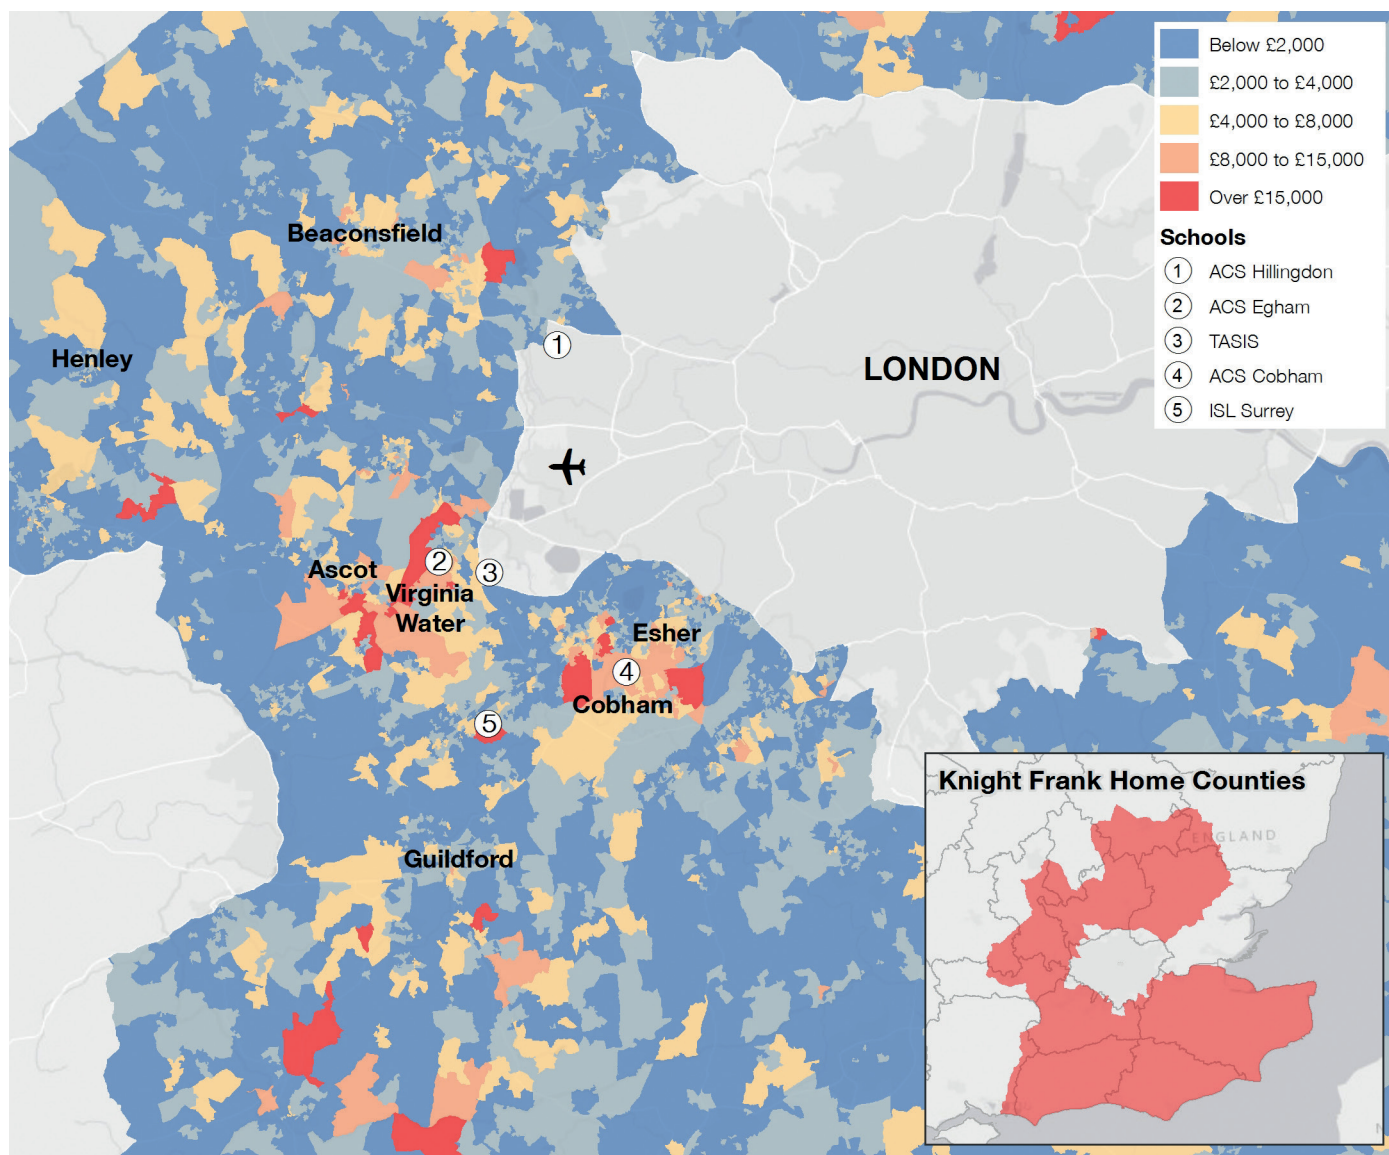 Below £2,000
£2,000 to £4,000
£4,000 to £8,000
£8,000 to £15,000
Over £15,000
Schools
1 ACS Hillingdon
2 ACS Egham
3 TASIS
4 ACS Cobham
5 ISL Surrey
Beaconsfield
1
Henley
LONDON
2
Ascot
3
Virginia
Water
Esher
4
Cobham
5
Guildford
Knight Frank Home Counties
ENGLAND